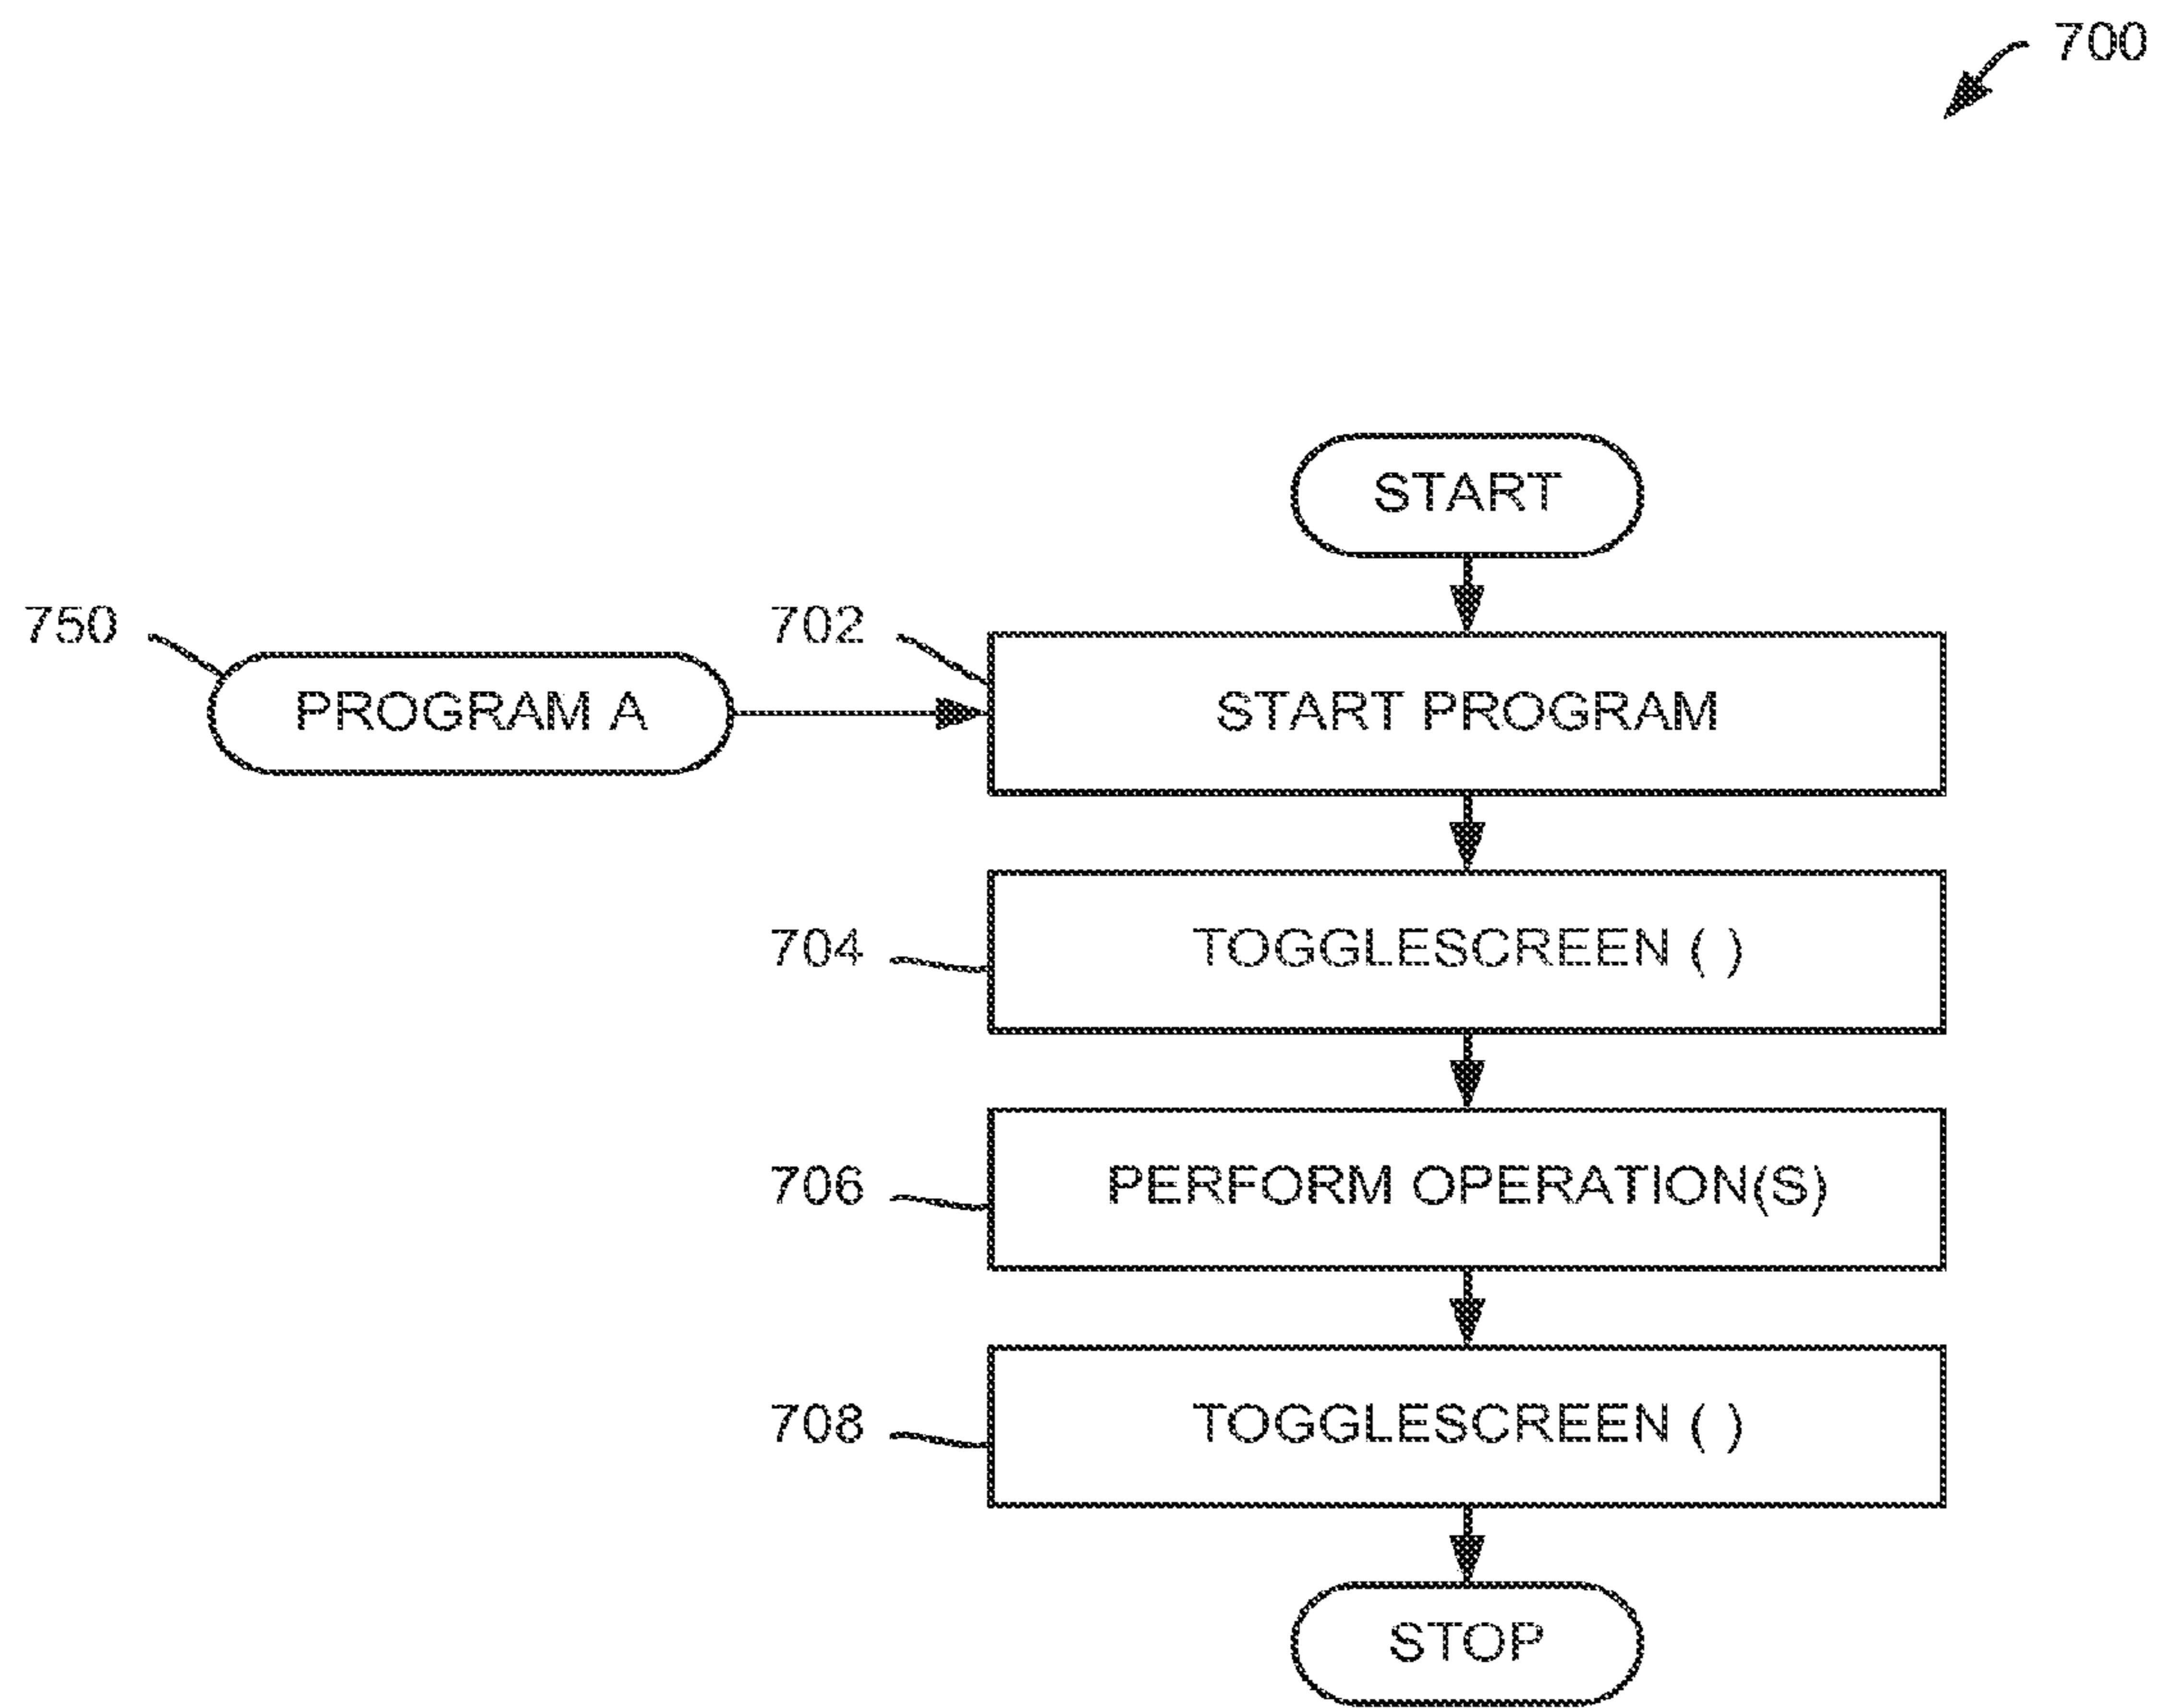 700
START
750
702
PROGRAM A
START PROGRAM
704
TOGGLESCREEN ( )
706
PERFORM OPERATION(S)
708
TOGGLESCREEN ( )
STOP